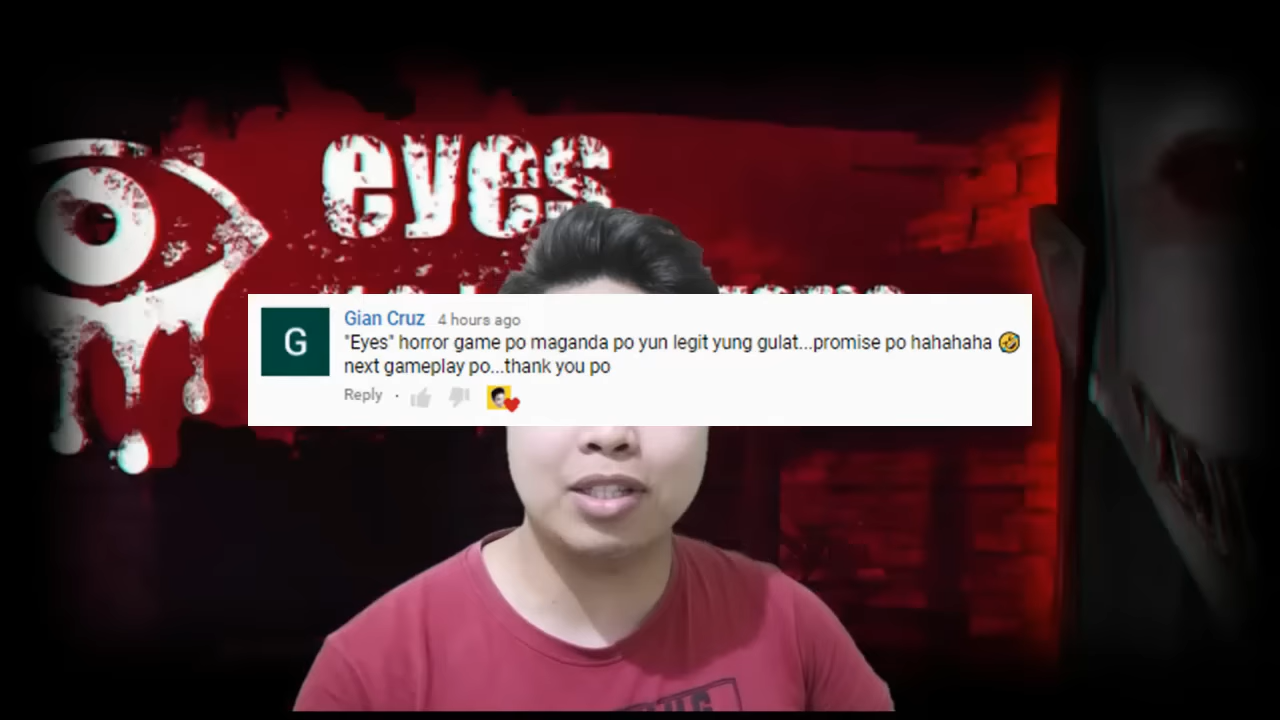 eyes
G
Gian Cruz 4 hours ago
"Eyes" horror game po maganda po yun legit yung gulat...promise po hahahaha 🤣
next gameplay po...thank you po
Reply ·